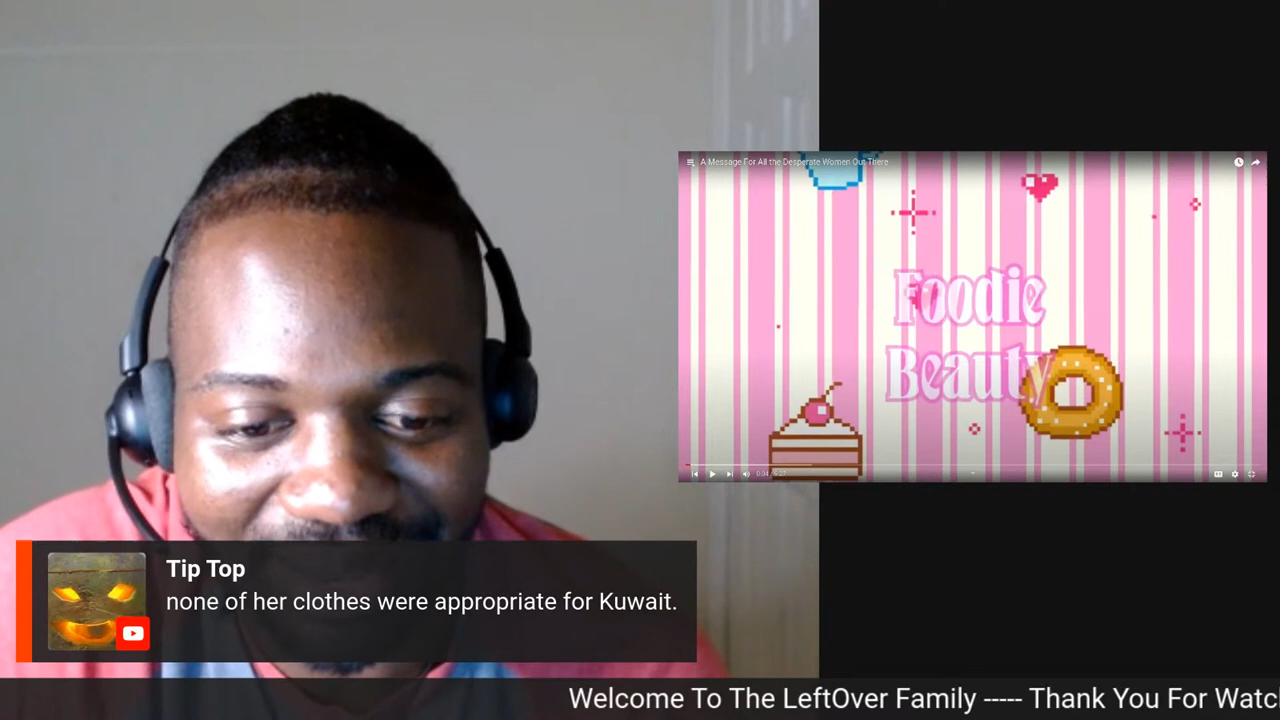 A Message For All the Desperate Women Out There
Foodie
Beauty
Tip Top
none of her clothes were appropriate for Kuwait.
Welcome To The LeftOver Family ----- Thank You For Watc